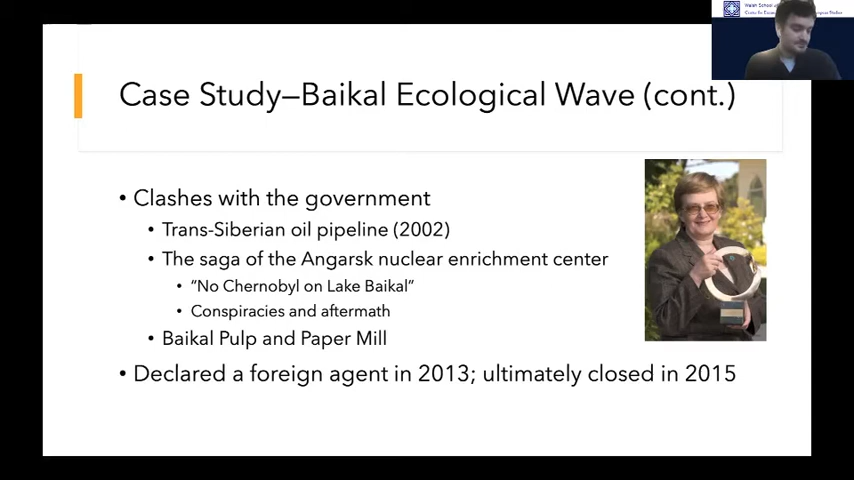 Case Study—Baikal Ecological Wave (cont.)
• Clashes with the government
• Trans-Siberian oil pipeline (2002)
• The saga of the Angarsk nuclear enrichment center
• “No Chernobyl on Lake Baikal”
• Conspiracies and aftermath
• Baikal Pulp and Paper Mill
• Declared a foreign agent in 2013; ultimately closed in 2015
Walsh School